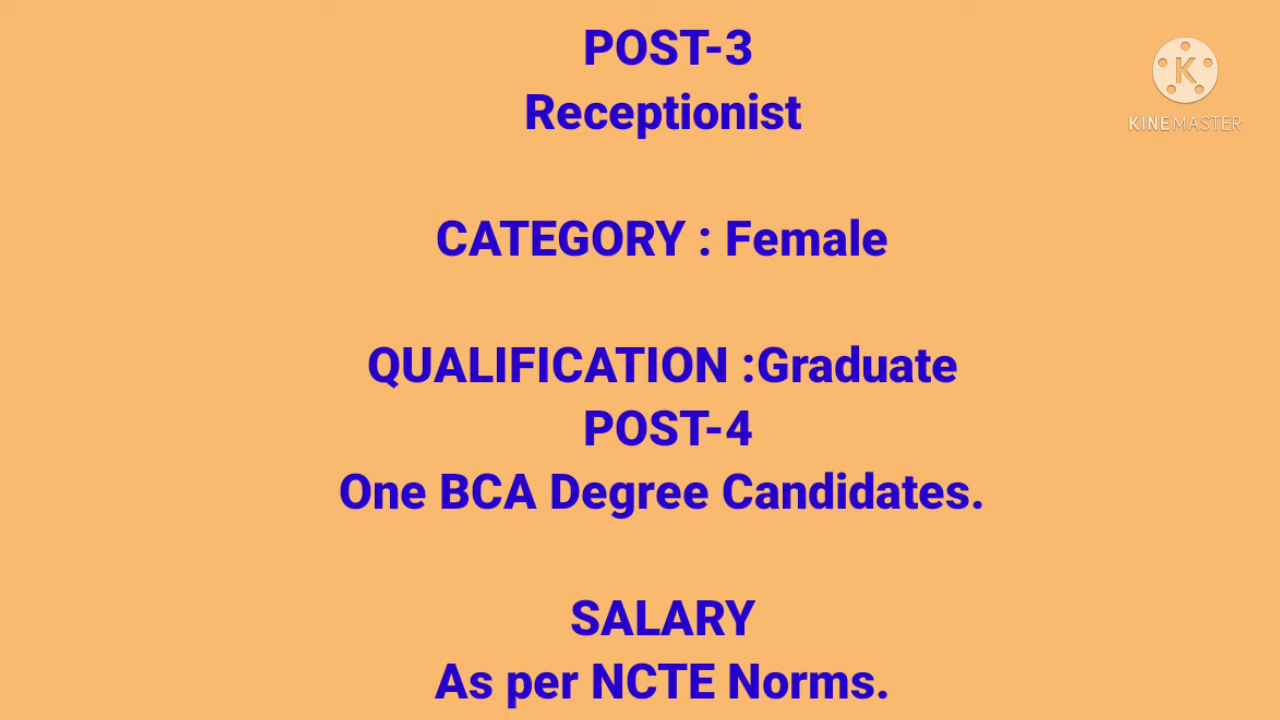 POST-3
Receptionist
CATEGORY : Female
QUALIFICATION :Graduate
POST-4
One BCA Degree Candidates.
SALARY
As per NCTE Norms.
K
KINEMASTER